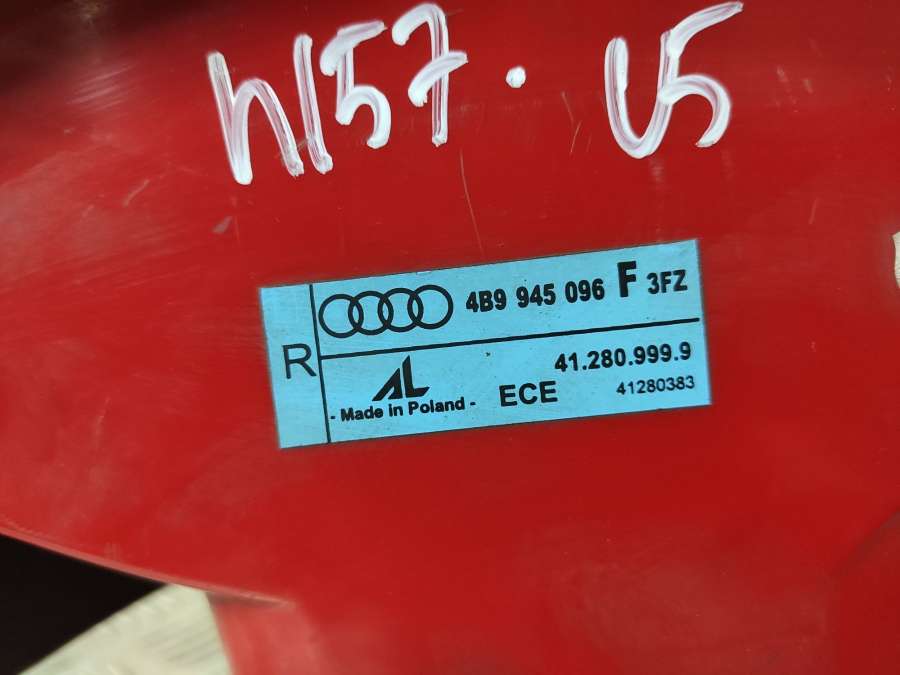 h157. U5
R
4B9 945 096 F 3FZ
41.280.999.9
AL
- Made in Poland - ECE 41280383